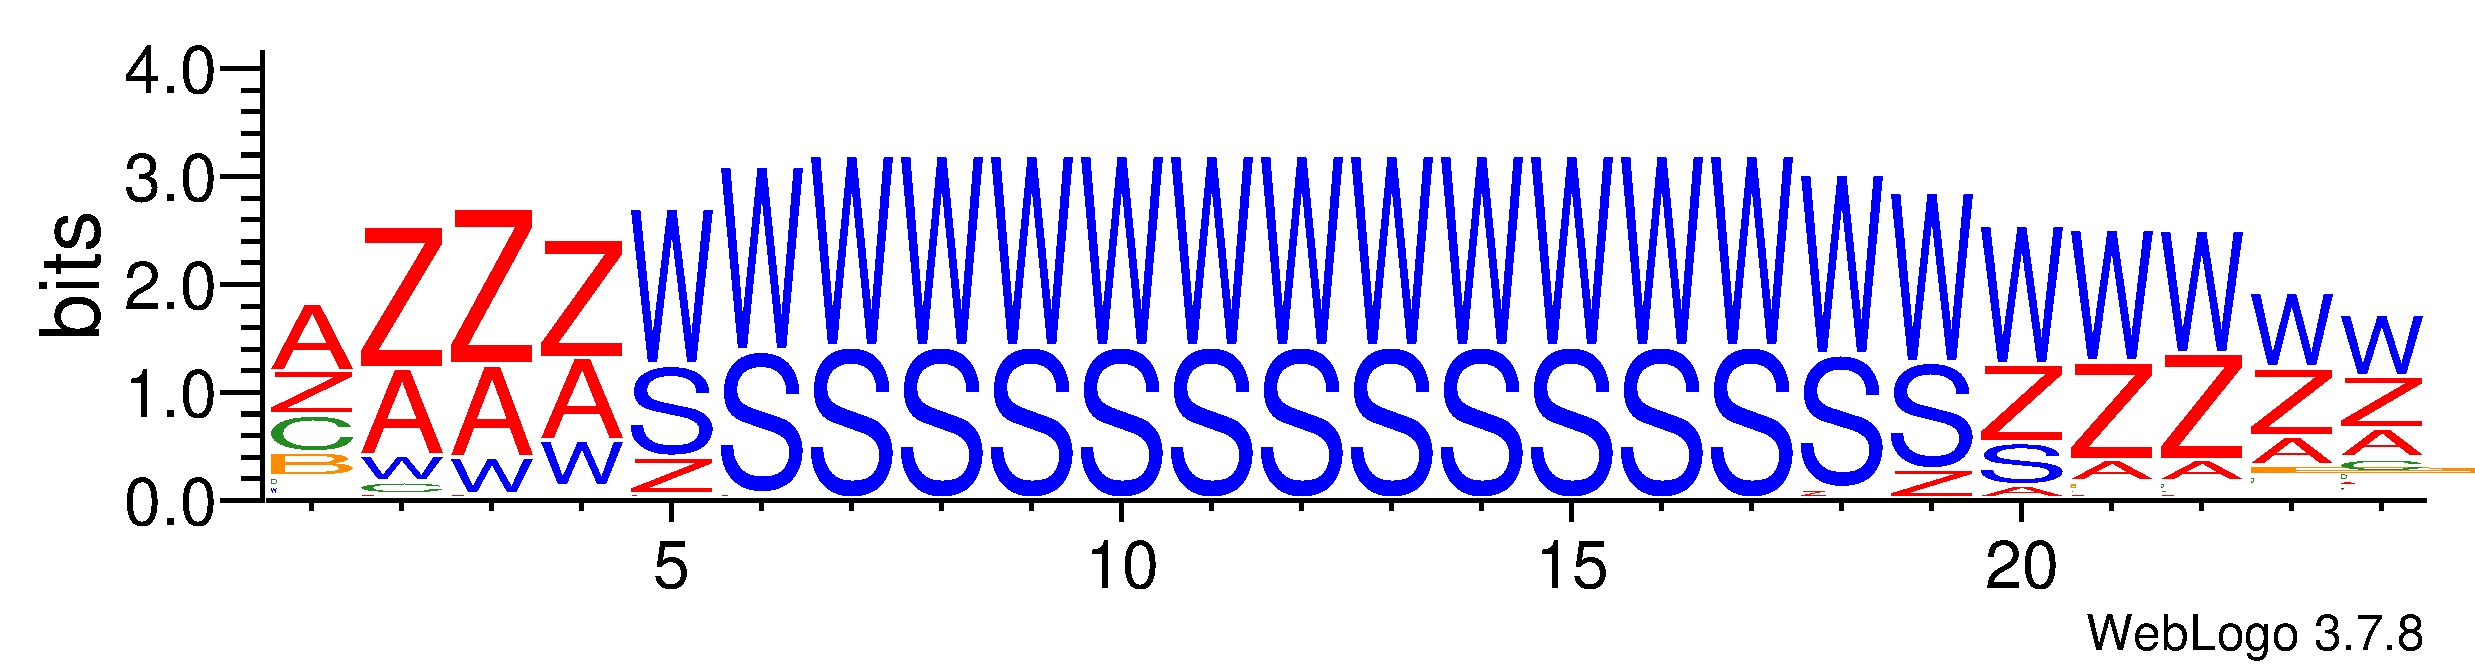 4.0
3.0
2.0
1.0
0.0
bits
A Z Z Z W W W W W W W W W W W W W W W W W W W W
Z A A A S S S S S S S S S S S S S S S Z Z Z Z Z
C W W W Z Z Z S A A A A
B C A C
5 10 15 20
WebLogo 3.7.8